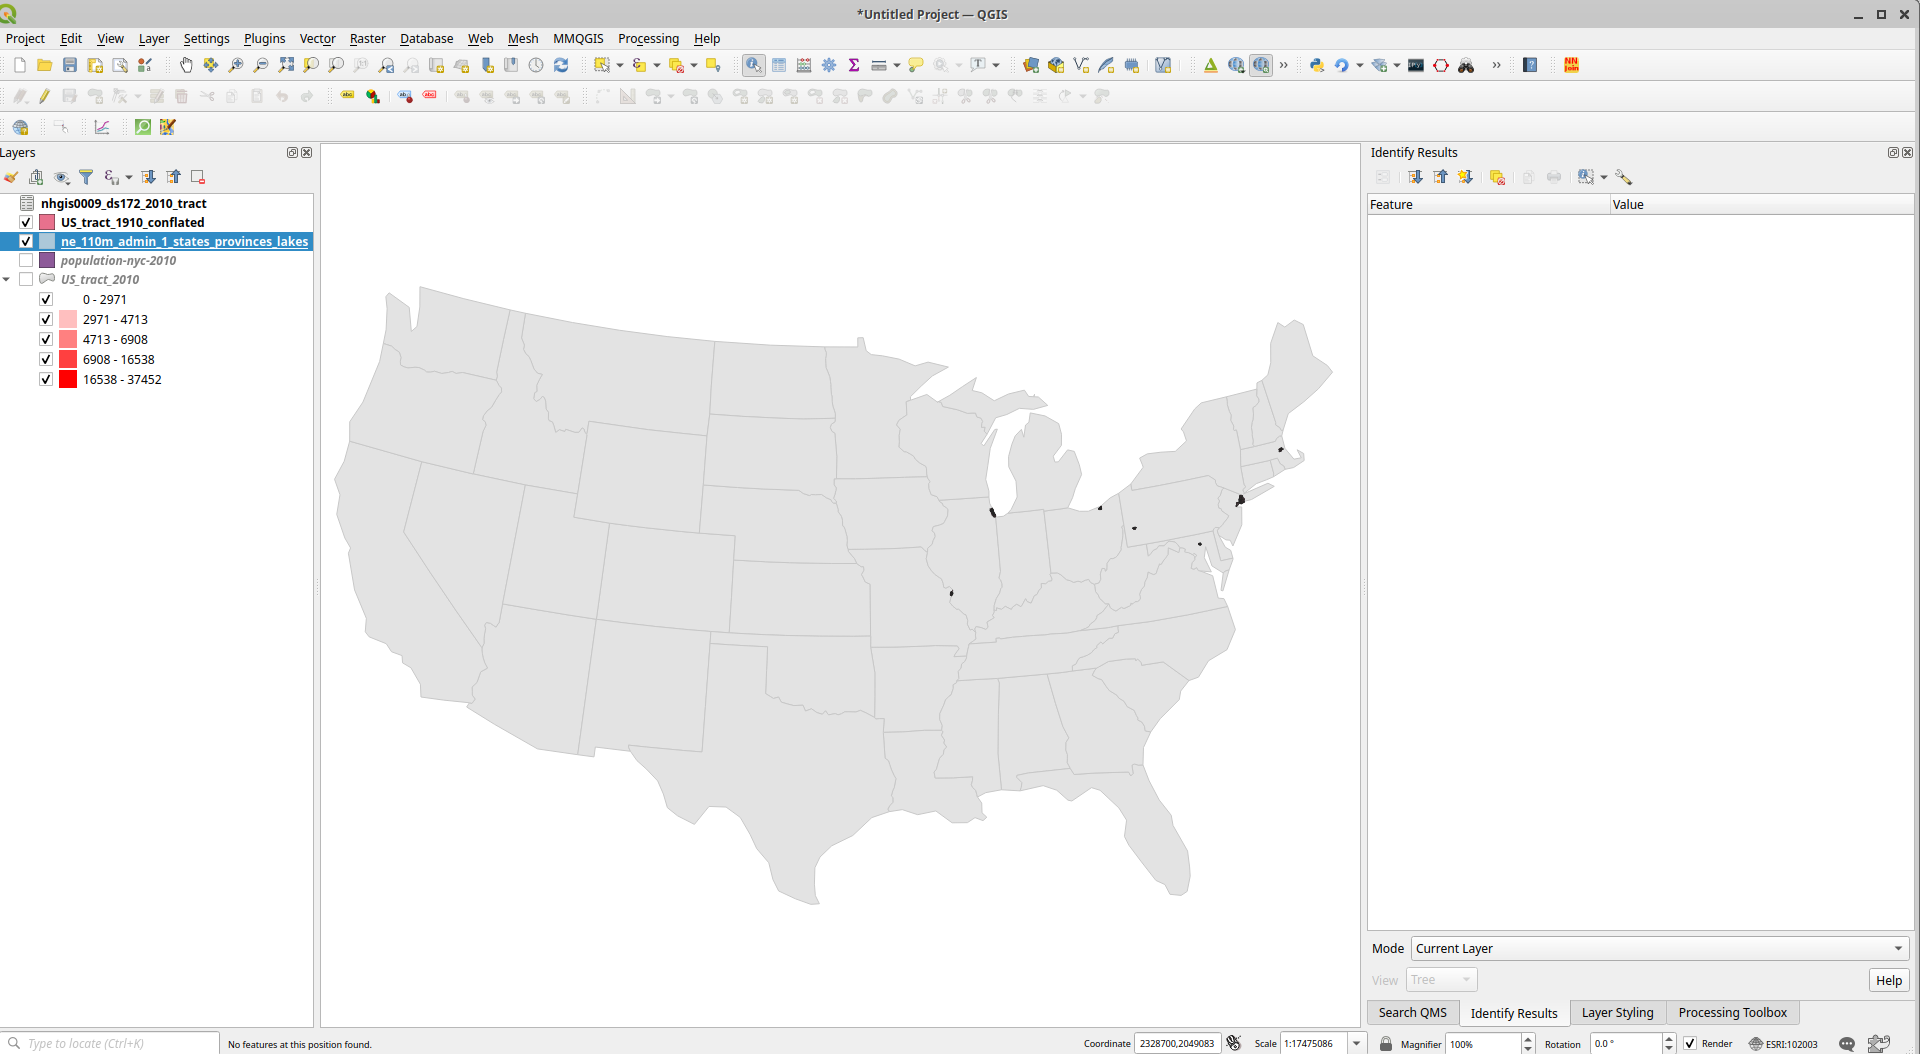 *Untitled Project — QGIS
Project Edit View Layer Settings Plugins Vector Raster Database Web Mesh MMQGIS Processing Help
Layers
Identify Results
nhgis0009_ds172_2010_tract
US_tract_1910_conflated
ne_110m_admin_1_states_provinces_lakes
population-nyc-2010
US_tract_2010
0 - 2971
2971 - 4713
4713 - 6908
6908 - 16538
16538 - 37452
Feature Value
Mode Current Layer
View Tree Help
Search QMS Identify Results Layer Styling Processing Toolbox
Type to locate (Ctrl+K) No features at this position found. Coordinate 2328700,2049083 Scale 1:17475086 Magnifier 100% Rotation 0.0 ° Render ESRI:102003